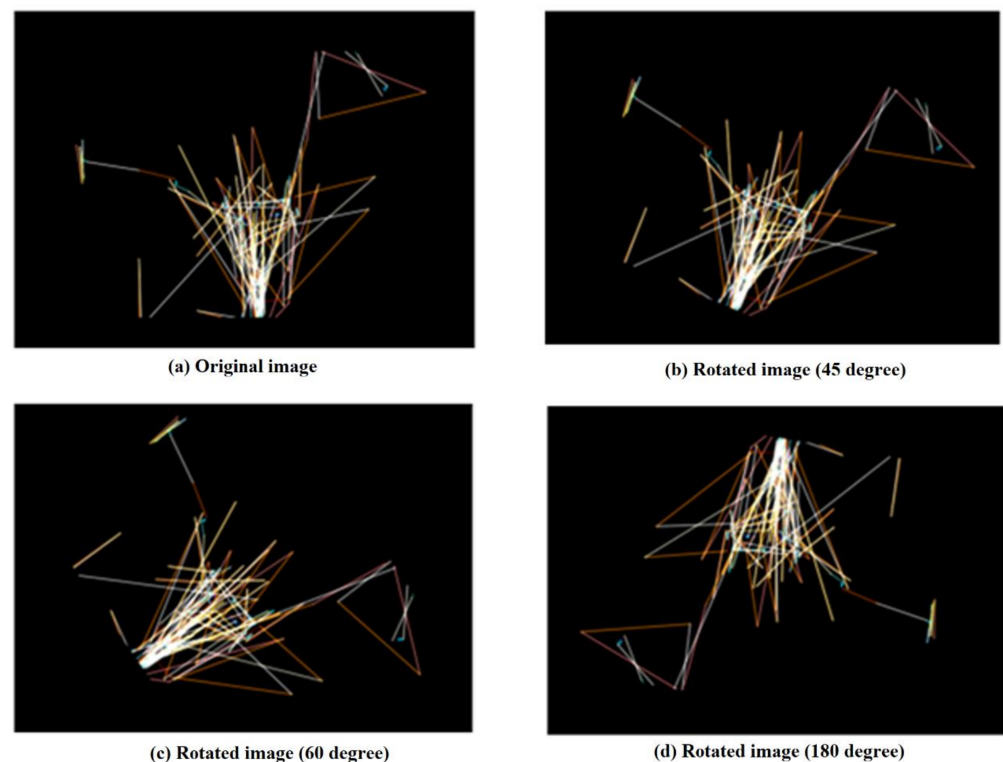 (a) Original image
(b) Rotated image (45 degree)
(c) Rotated image (60 degree)
(d) Rotated image (180 degree)